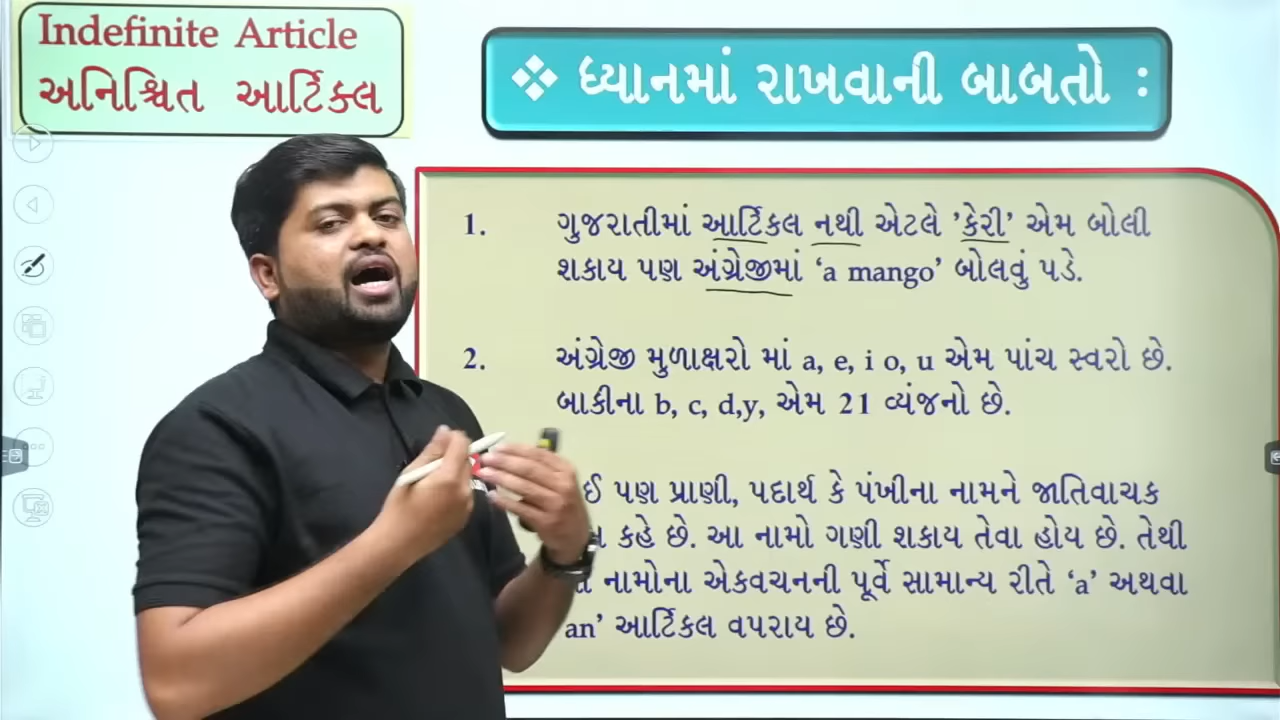 Indefinite Article
અનિશ્ચિત આર્ટિકલ
❖ ધ્યાનમાં રાખવાની બાબતો :
1. ગુજરાતીમાં આર્ટિકલ નથી એટલે ’કેરી’ એમ બોલી
શકાય પણ અંગ્રેજીમાં ‘a mango’ બોલવું પડે.
2. અંગ્રેજી મુળાક્ષરો માં a, e, i o, u એમ પાંચ સ્વરો છે.
બાકીના b, c, d,y, એમ 21 વ્યંજનો છે.
પણ પ્રાણી, પદાર્થ કે પંખીના નામને જાતિવાચક
કહે છે. આ નામો ગણી શકાય તેવા હોય છે. તેથી
નામોના એકવચનની પૂર્વે સામાન્ય રીતે ‘a’ અથવા
an’ આર્ટિકલ વપરાય છે.